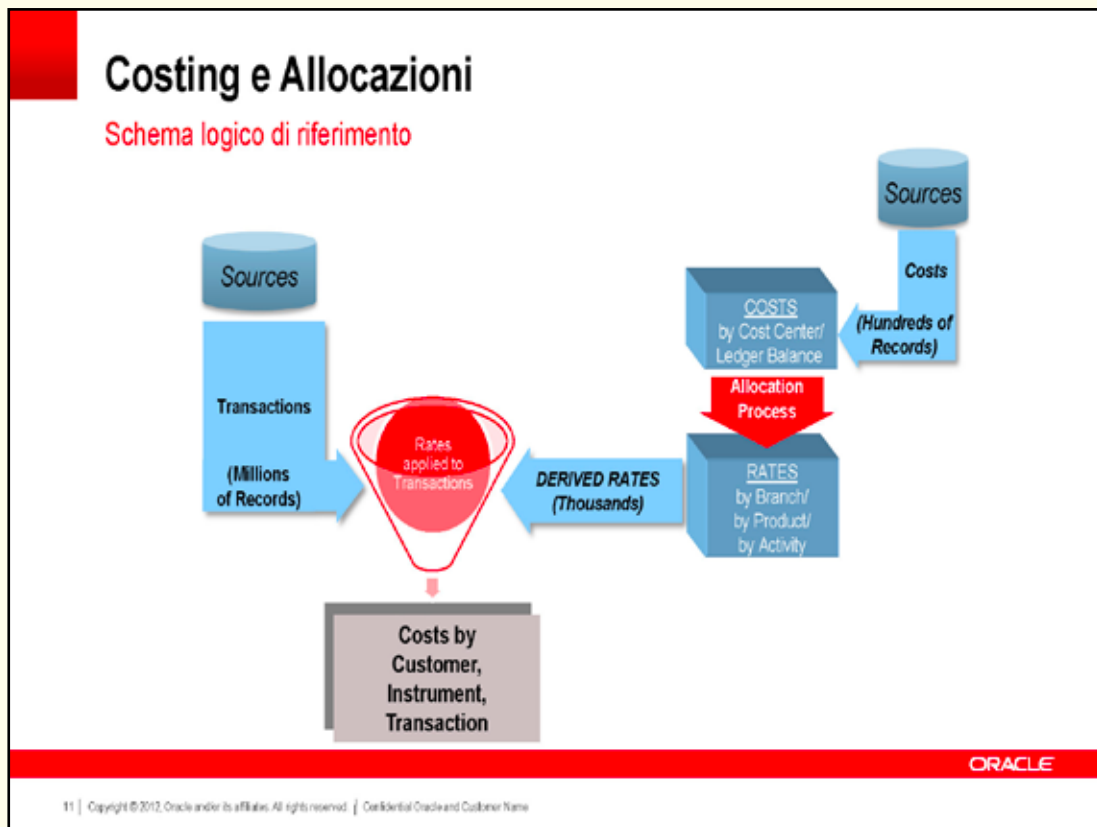 Costing e Allocazioni
Schema logico di riferimento
Sources
Costs
(Hundreds of
Records)
COSTS
by Cost Center/
Ledger Balance
Allocation
Process
RATES
by Branch/
by Product/
by Activity
DERIVED RATES
(Thousands)
Sources
Transactions
(Millions
of Records)
Rates
applied to
Transactions
Costs by
Customer,
Instrument,
Transaction
ORACLE
11 | Copyright © 2012, Oracle and/or its affiliates. All rights reserved. | Confidential Oracle and Customer Name